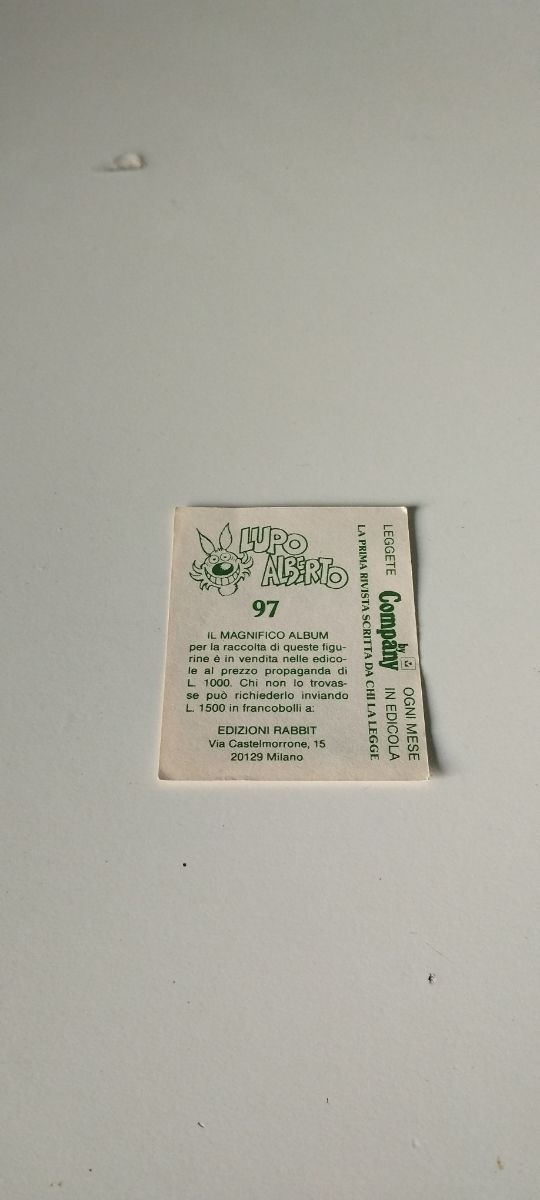 LUPO
ALBERTO
97
IL MAGNIFICO ALBUM
per la raccolta di queste figu-
rine è in vendita nelle edico-
le al prezzo propaganda di
L. 1000. Chi non lo trovas-
se può richiederlo inviando
L. 1500 in francobolli a:
EDIZIONI RABBIT
Via Castelmorrone, 15
20129 Milano
LEGGETE Company by OGNI MESE IN EDICOLA
LA PRIMA RIVISTA SCRITTA DA CHI LA LEGGE